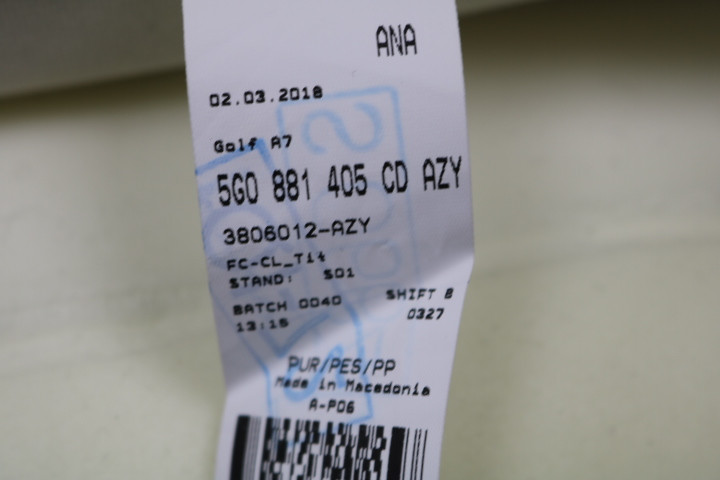 ANA
02.03.2018
Golf A7
5G0 881 405 CD AZY
3806012-AZY
FC-CL_Tit
STAND: S01
BATCH 0040 SHIFT B
13:15 0327
PUR/PES/PP
Made in Macedonia
A-P06